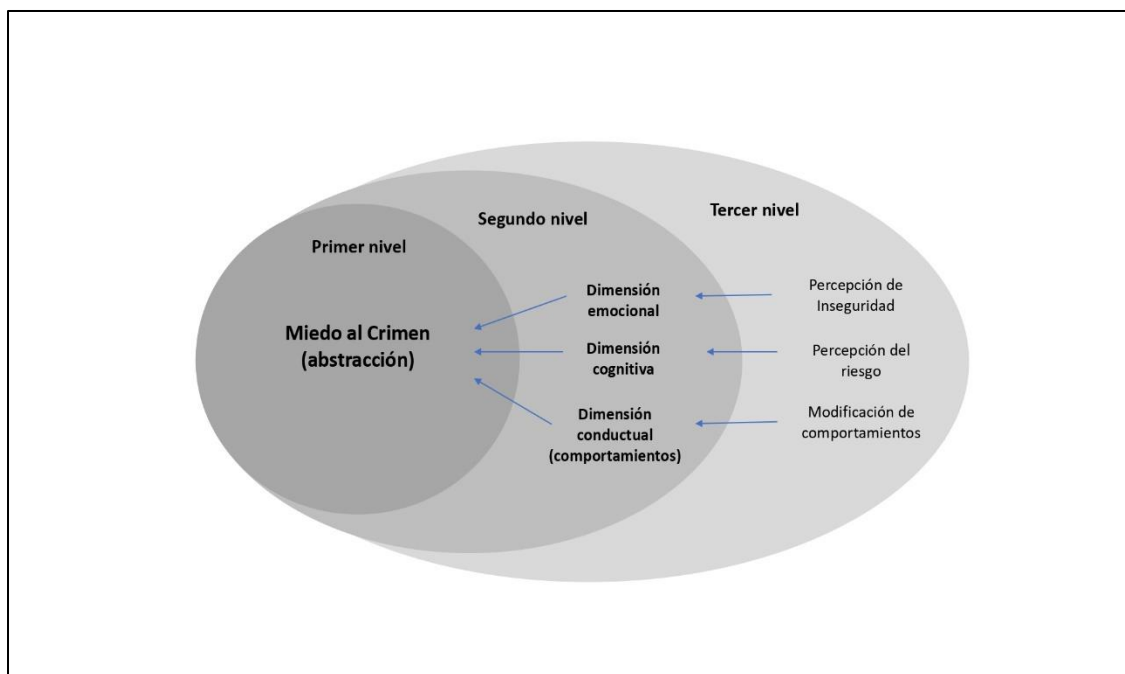 Primer nivel
Miedo al Crimen
(abstracción)
Segundo nivel
Dimensión
emocional
Dimensión
cognitiva
Dimensión
conductual
(comportamientos)
Tercer nivel
Percepción de
Inseguridad
Percepción del
riesgo
Modificación de
comportamientos